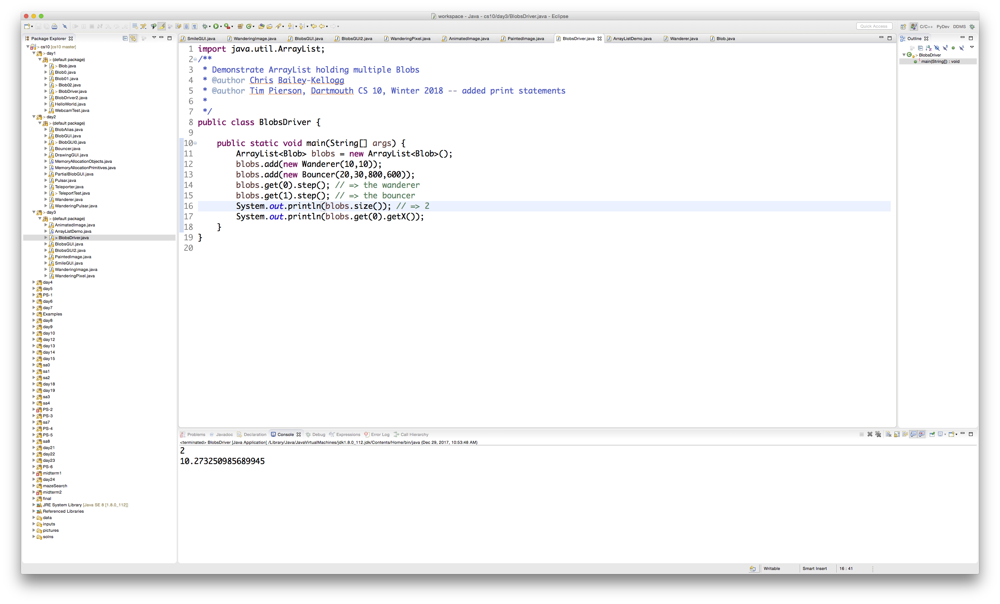 workspace - Java - cs10/day3/BlobsDriver.java - Eclipse
Quick Access
C/C++ PyDev DDMS
Package Explorer
> cs10 [cs10 master]
> day1
> (default package)
> Blob.java
Blob0.java
Blob01.java
> Blob02.java
> BlobDriver.java
BlobDriver2.java
HelloWorld.java
WebcamTest.java
> day2
> (default package)
BlobAlias.java
BlobGUI.java
> BlobGUI0.java
Bouncer.java
DrawingGUI.java
MemoryAllocationObjects.java
MemoryAllocationPrimitives.java
PartialBlobGUI.java
Pulsar.java
Teleporter.java
> TeleportTest.java
Wanderer.java
WanderingPulsar.java
> day3
> (default package)
AnimatedImage.java
ArrayListDemo.java
> BlobsDriver.java
BlobsGUI.java
BlobsGUI2.java
PaintedImage.java
SmileGUI.java
WanderingImage.java
WanderingPixel.java
day4
day5
PS-1
day6
day7
Examples
day8
day9
day10
day12
day13
day14
day15
sa0
sa1
sa2
day18
day19
sa3
sa4
PS-2
PS-3
sa7
PS-4
PS-5
sa8
day21
day22
day23
PS-6
midterm1
day24
mazeSearch
midterm2
final
JRE System Library [Java SE 8 [1.8.0_112]]
Referenced Libraries
data
inputs
pictures
solns
SmileGUI.java WanderingImage.java BlobsGUI.java BlobsGUI2.java WanderingPixel.java AnimatedImage.java PaintedImage.java BlobsDriver.java ArrayListDemo.java Wanderer.java Blob.java
1 import java.util.ArrayList;
2 /**
3 * Demonstrate ArrayList holding multiple Blobs
4 * @author Chris Bailey-Kellogg
5 * @author Tim Pierson, Dartmouth CS 10, Winter 2018 -- added print statements
6 *
7 */
8 public class BlobsDriver {
9
10 public static void main(String[] args) {
11 ArrayList<Blob> blobs = new ArrayList<Blob>();
12 blobs.add(new Wanderer(10,10));
13 blobs.add(new Bouncer(20,30,800,600));
14 blobs.get(0).step(); // => the wanderer
15 blobs.get(1).step(); // => the bouncer
16 System.out.println(blobs.size()); // => 2
17 System.out.println(blobs.get(0).getX());
18 }
19 }
20
Outline
> BlobsDriver
main(String[]) : void
Problems @ Javadoc Declaration Console Debug Expressions Error Log Call Hierarchy
<terminated> BlobsDriver [Java Application] /Library/Java/JavaVirtualMachines/jdk1.8.0_112.jdk/Contents/Home/bin/java (Dec 29, 2017, 10:53:48 AM)
2
10.273250985689945
Writable Smart Insert 16 : 41